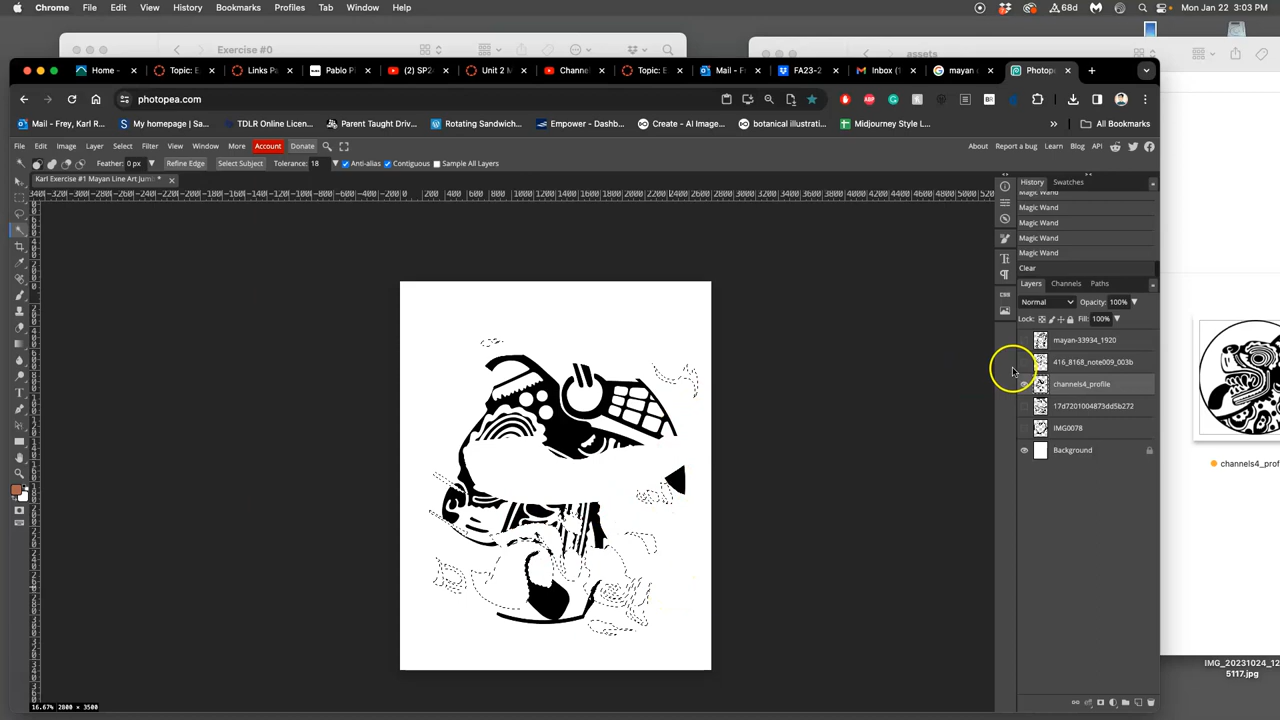 Chrome File Edit View History Bookmarks Profiles Tab Window Help 68d Mon Jan 22 3:03 PM
Exercise #0 assets
Home - Topic: E Links Pa Pablo Pi (2) SP24 Unit 2 M Channe Topic: E Mail - F FA23-2 Inbox (1 mayan c Photop
photopea.com
Mail - Frey, Karl R... My homepage | Sa... TDLR Online Licen... Parent Taught Driv... Rotating Sandwich... Empower - Dashb... Create - AI Image... botanical illustrati... Midjourney Style L... All Bookmarks
File Edit Image Layer Select Filter View Window More Account Donate About Report a bug Learn Blog API
Feather: 0 px Refine Edge Select Subject Tolerance: 18 Anti-alias Contiguous Sample All Layers
Karl Exercise #1 Mayan Line Art Jum *
History Swatches
Magic Wand
Magic Wand
Magic Wand
Magic Wand
Magic Wand
Clear
Layers Channels Paths
Normal Opacity: 100%
Lock: Fill: 100%
mayan-33934_1920
416_8168_note009_003b
channels4_profile
17d7201004873dd5b272
IMG0078
Background
channels4_prof
IMG_20231024_12
5117.jpg
16.67% 2800 × 3500